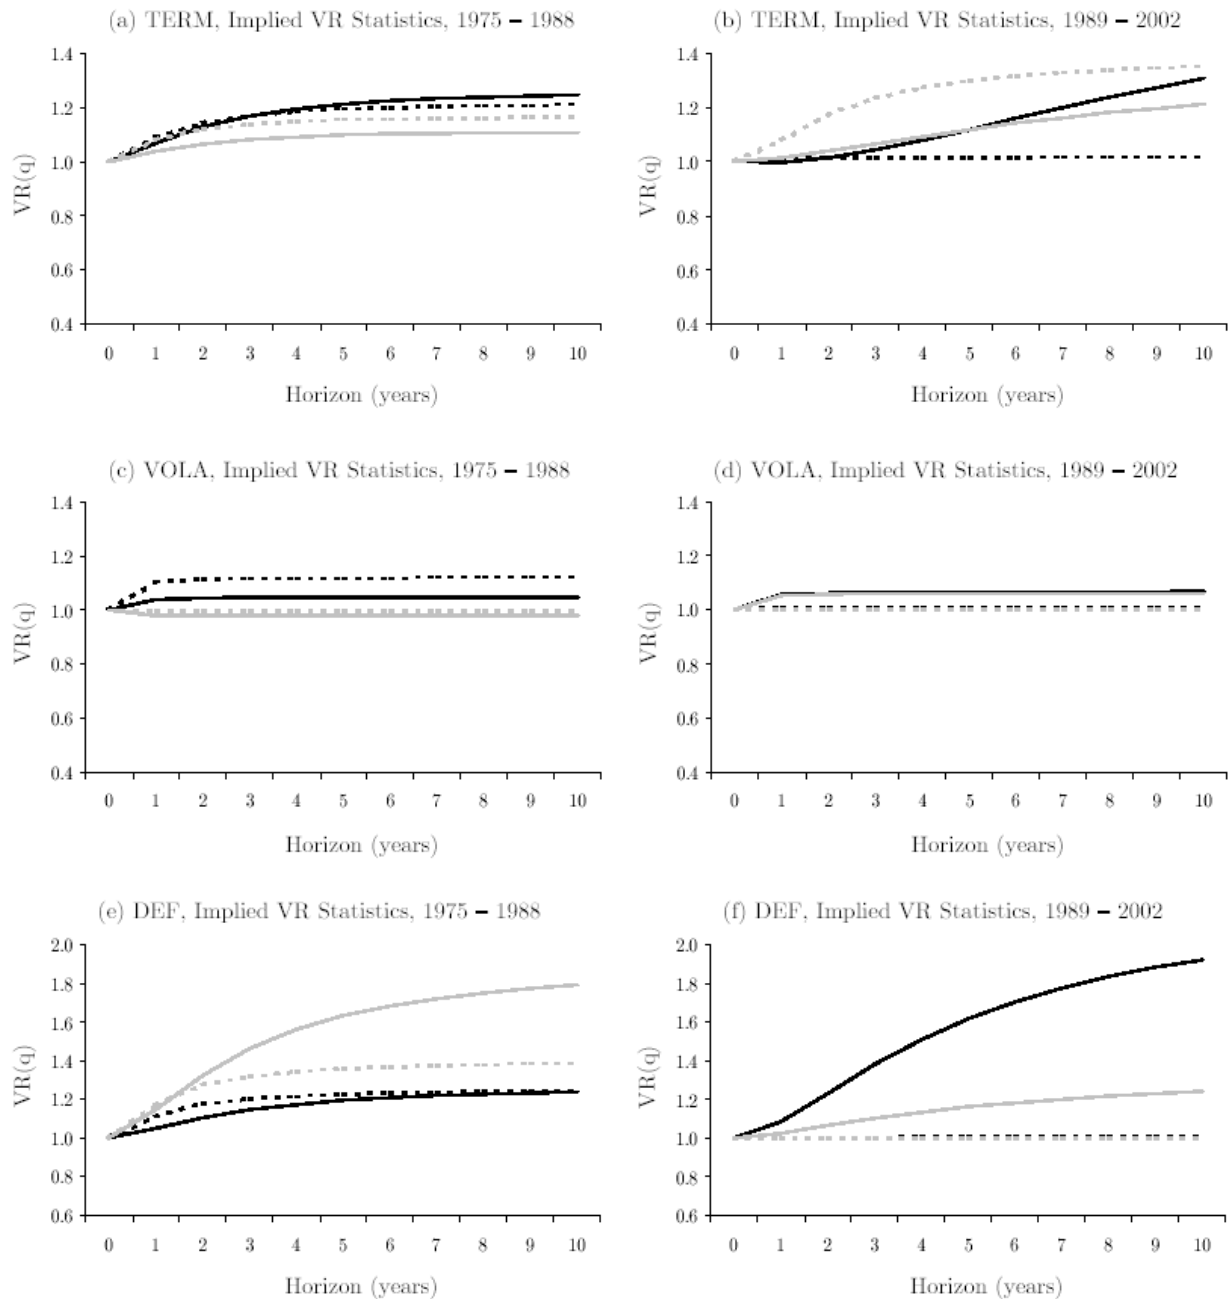 (a) TERM, Implied VR Statistics, 1975 – 1988
1.4
1.2
1.0
0.8
0.6
0.4
VR(q)
0 1 2 3 4 5 6 7 8 9 10
Horizon (years)
(b) TERM, Implied VR Statistics, 1989 – 2002
1.4
1.2
1.0
0.8
0.6
0.4
VR(q)
0 1 2 3 4 5 6 7 8 9 10
Horizon (years)
(c) VOLA, Implied VR Statistics, 1975 – 1988
1.4
1.2
1.0
0.8
0.6
0.4
VR(q)
0 1 2 3 4 5 6 7 8 9 10
Horizon (years)
(d) VOLA, Implied VR Statistics, 1989 – 2002
1.4
1.2
1.0
0.8
0.6
0.4
VR(q)
0 1 2 3 4 5 6 7 8 9 10
Horizon (years)
(e) DEF, Implied VR Statistics, 1975 – 1988
2.0
1.8
1.6
1.4
1.2
1.0
0.8
0.6
VR(q)
0 1 2 3 4 5 6 7 8 9 10
Horizon (years)
(f) DEF, Implied VR Statistics, 1989 – 2002
2.0
1.8
1.6
1.4
1.2
1.0
0.8
0.6
VR(q)
0 1 2 3 4 5 6 7 8 9 10
Horizon (years)